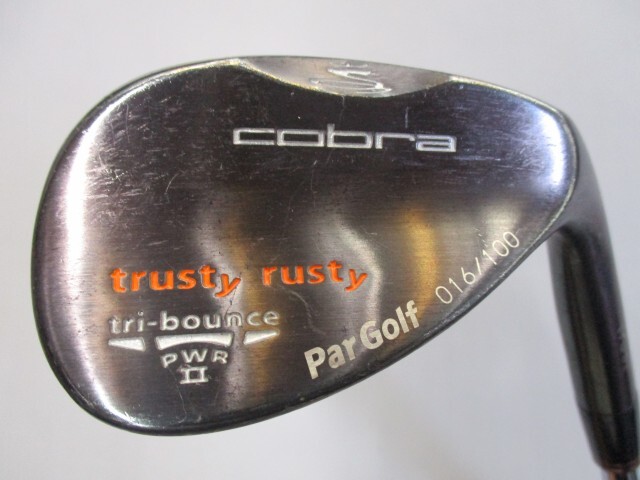 cobra
trusty rusty
tri-bounce
PWR
II
Par Golf 016/100